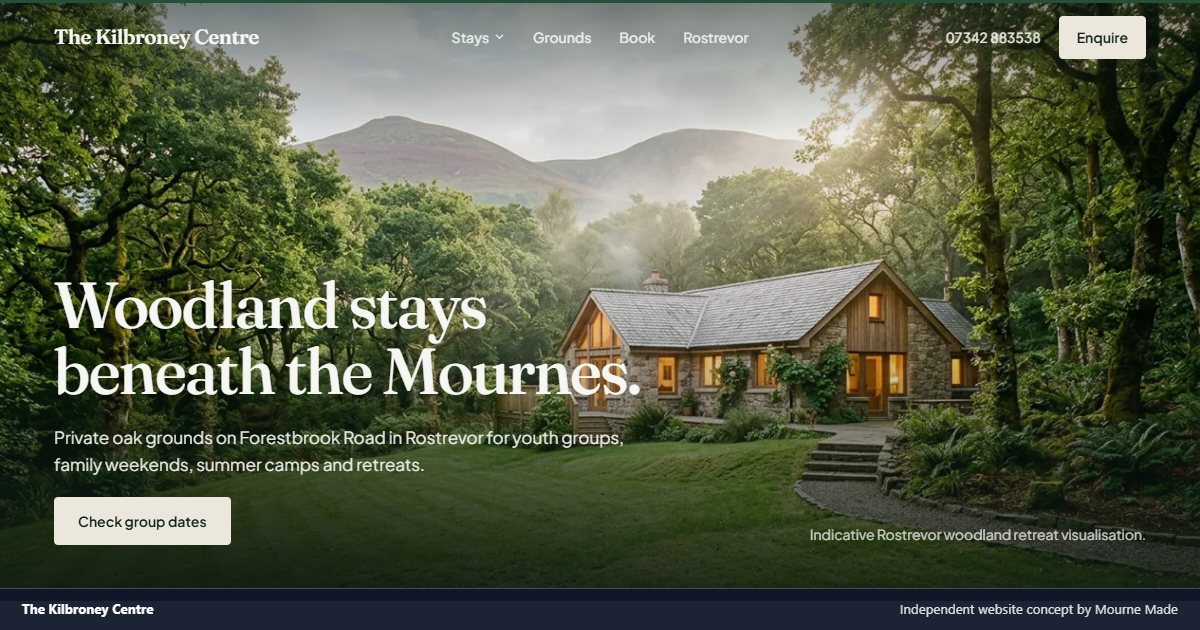 The Kilbroney Centre
Stays
Grounds
Book
Rostrevor
07342 883538
Enquire
Woodland stays
beneath the Mournes.
Private oak grounds on Forestbrook Road in Rostrevor for youth groups,
family weekends, summer camps and retreats.
Check group dates
Indicative Rostrevor woodland retreat visualisation.
The Kilbroney Centre
Independent website concept by Mourne Made